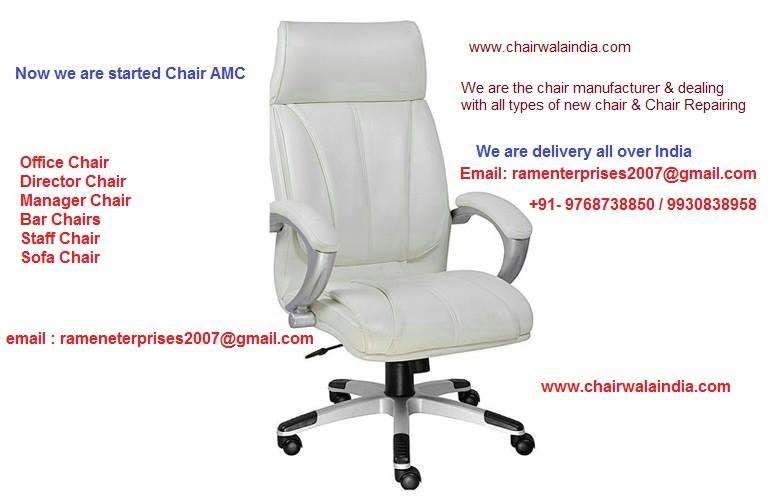 Now we are started Chair AMC
Office Chair
Director Chair
Manager Chair
Bar Chairs
Staff Chair
Sofa Chair
email : rameneterprises2007@gmail.com
www.chairwalaindia.com
We are the chair manufacturer & dealing
with all types of new chair & Chair Repairing
We are delivery all over India
Email: ramenterprises2007@gmail.com
+91- 9768738850 / 9930838958
www.chairwalaindia.com